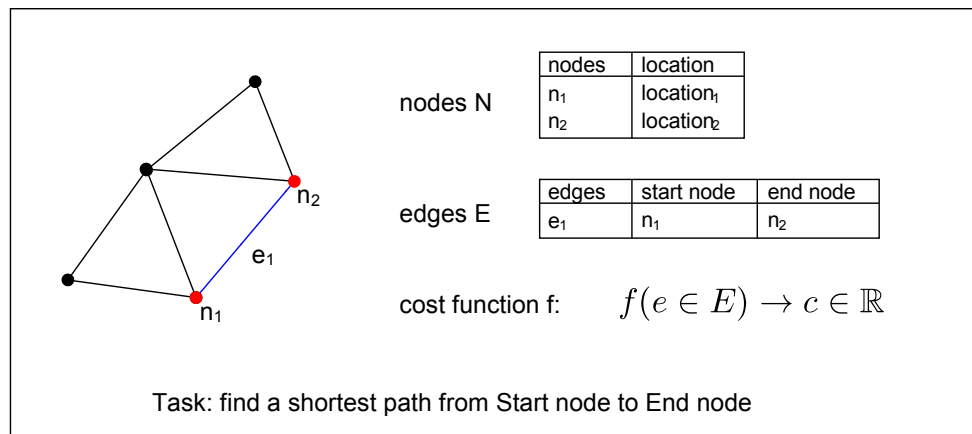 nodes N
nodes location
n₁ location₁
n₂ location₂
n₂
e₁
n₁
edges E
edges start node end node
e₁ n₁ n₂
cost function f: f(e ∈ E) → c ∈ ℝ
Task: find a shortest path from Start node to End node